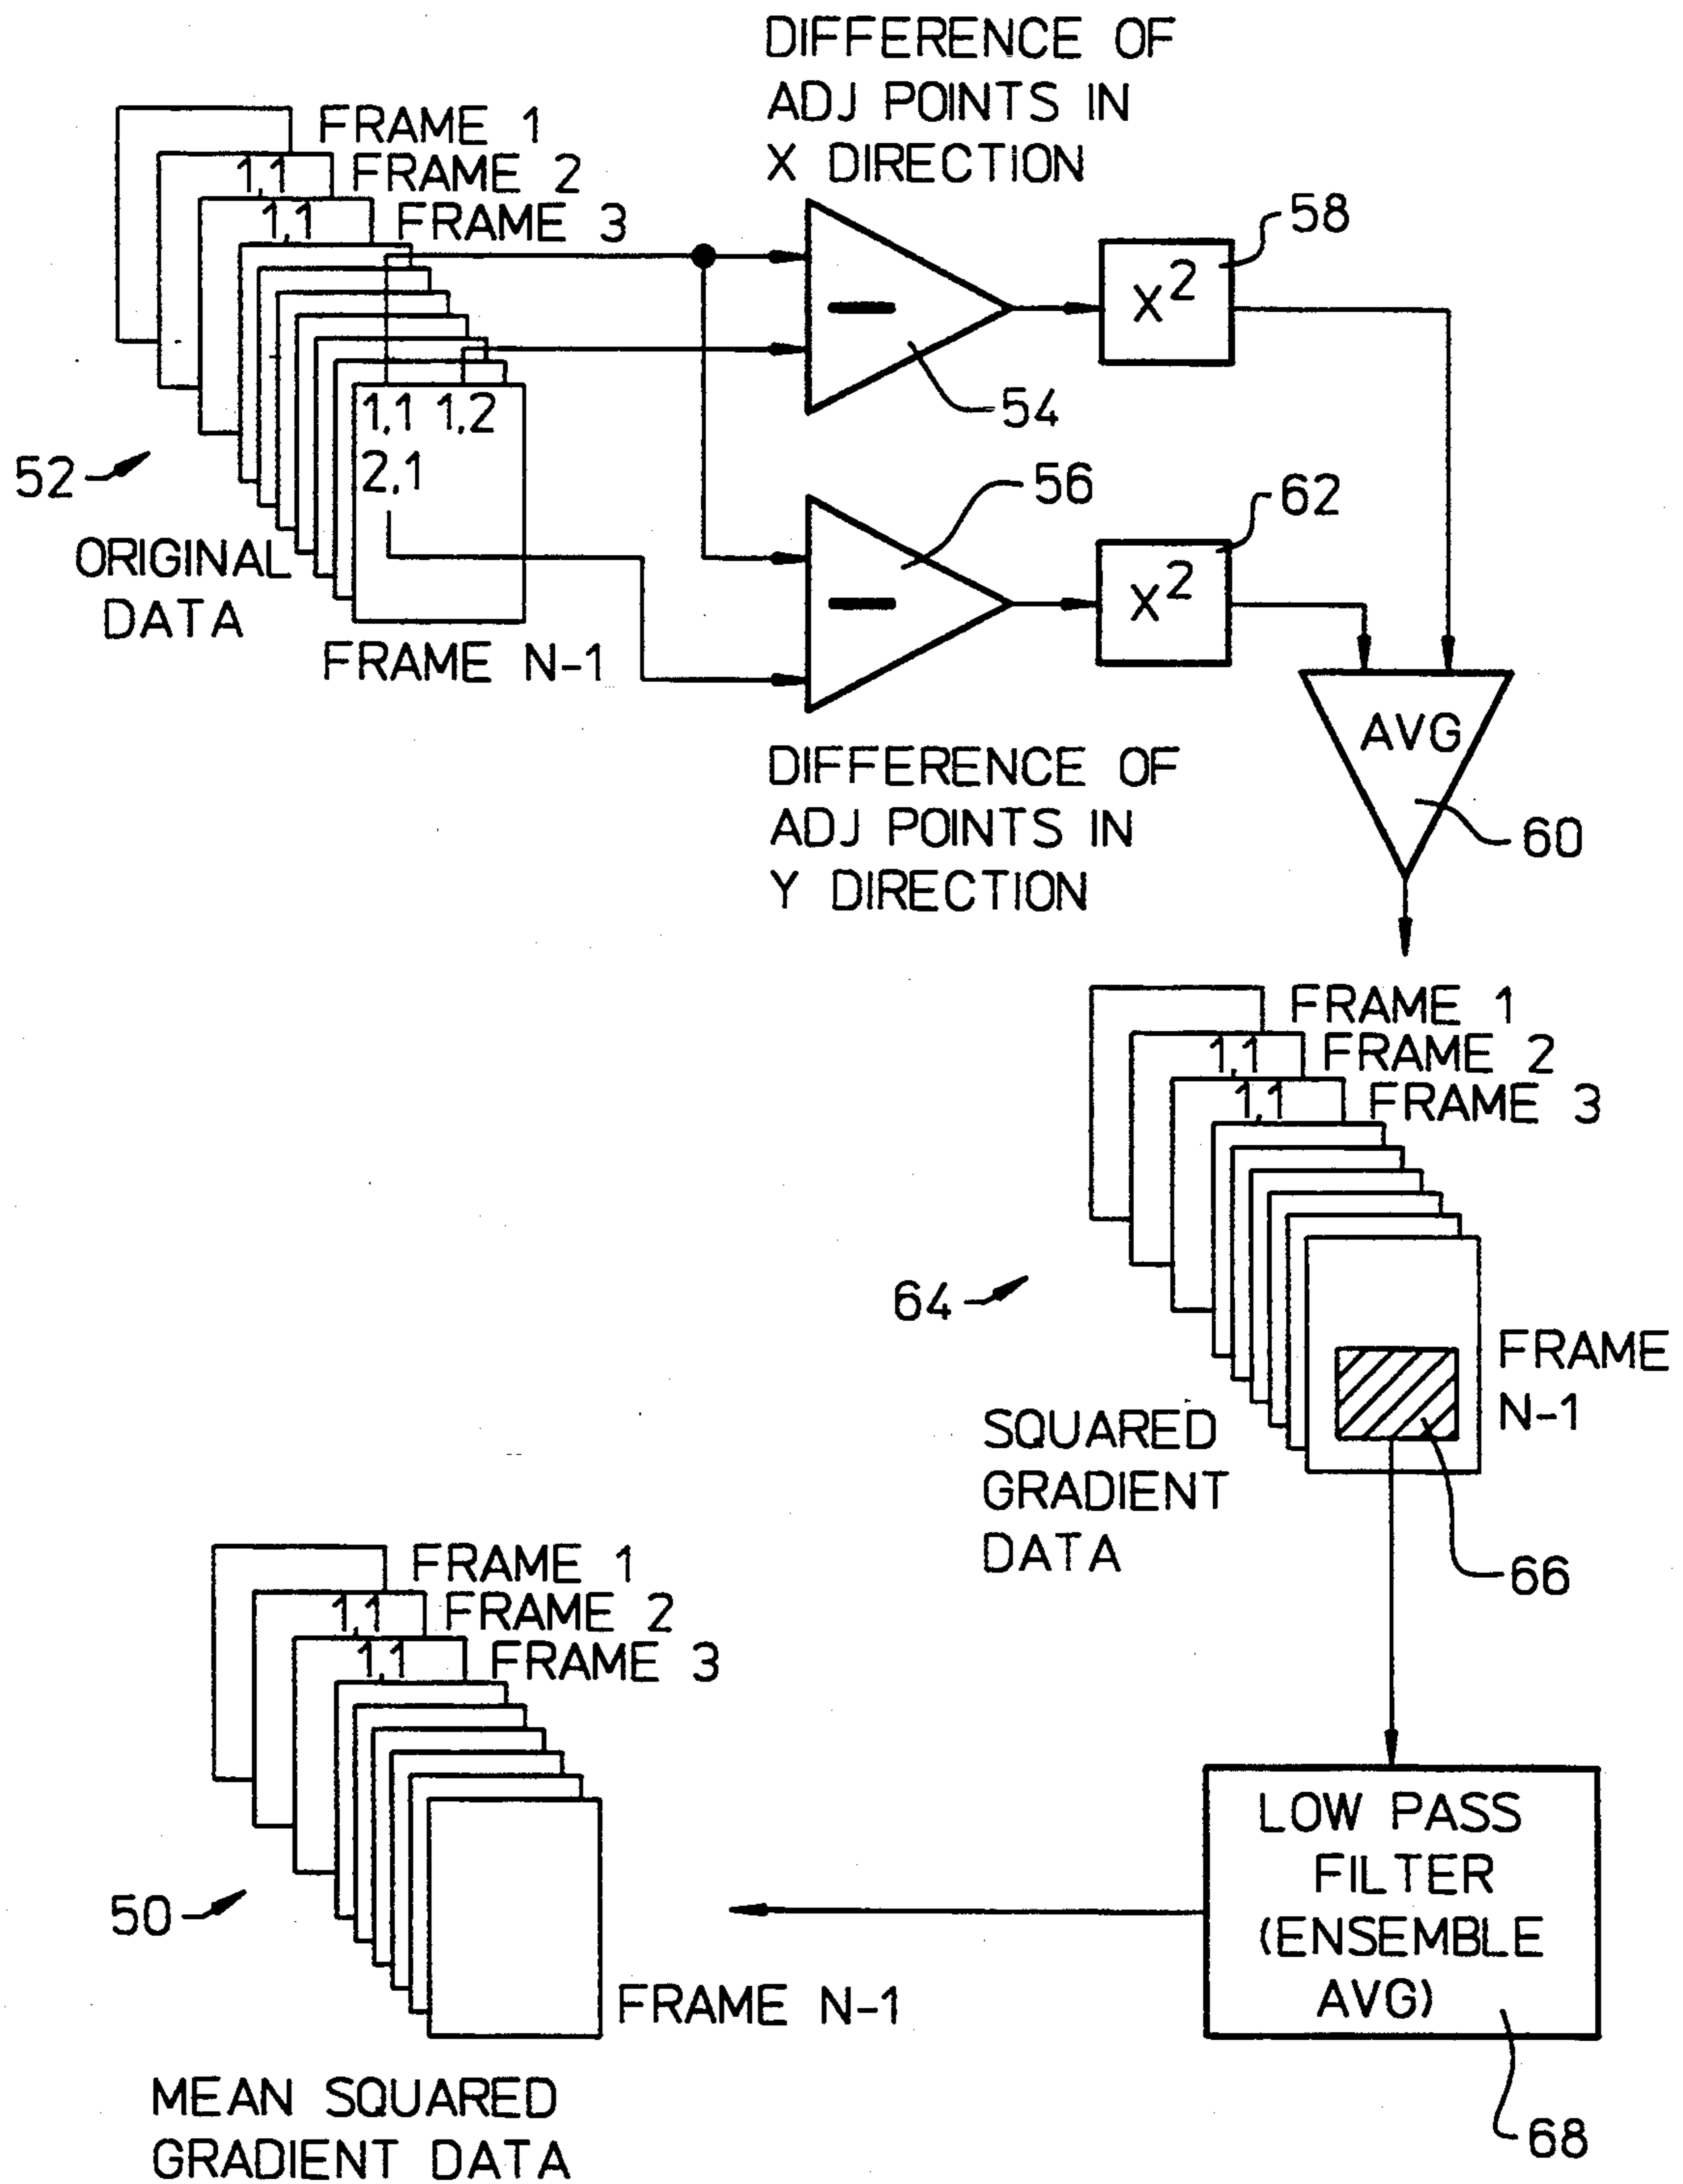 DIFFERENCE OF
ADJ POINTS IN
X DIRECTION
FRAME 1
1,1 FRAME 2
1,1 FRAME 3
58
X²
54
1,1 1,2
2,1
52
ORIGINAL
DATA
FRAME N-1
56
62
X²
AVG
60
DIFFERENCE OF
ADJ POINTS IN
Y DIRECTION
FRAME 1
1,1 FRAME 2
1,1 FRAME 3
64
FRAME
N-1
SQUARED
GRADIENT
DATA
66
FRAME 1
1,1 FRAME 2
1,1 FRAME 3
50
FRAME N-1
MEAN SQUARED
GRADIENT DATA
LOW PASS
FILTER
(ENSEMBLE
AVG)
68